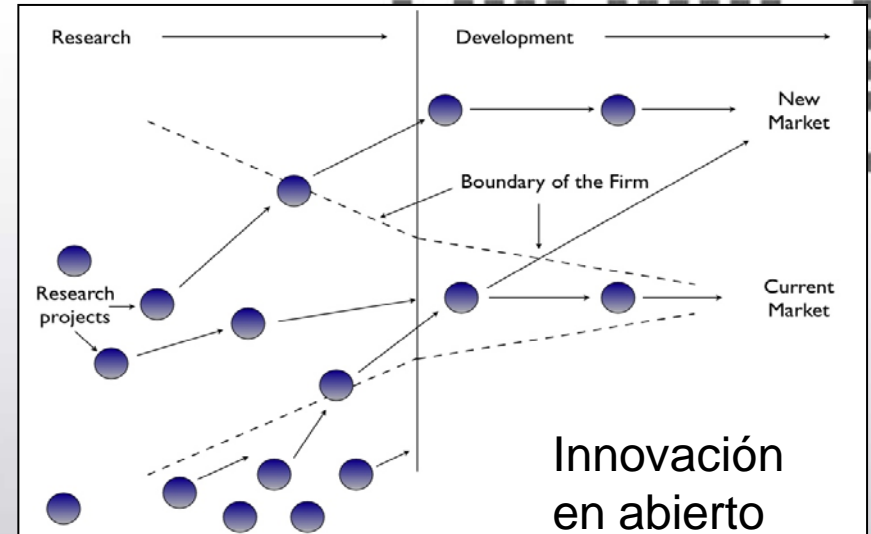 Research
Development
New
Market
Boundary of the Firm
Research
projects
Current
Market
Innovación
en abierto